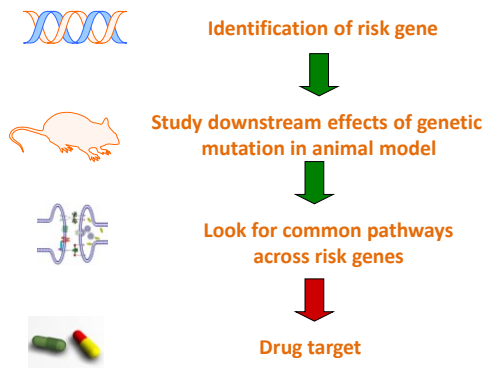 Identification of risk gene
Study downstream effects of genetic
mutation in animal model
Look for common pathways
across risk genes
Drug target